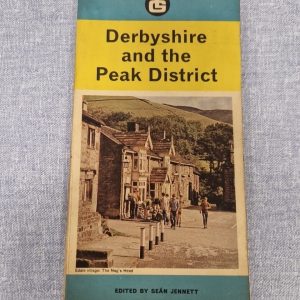 Derbyshire
and the
Peak District
Edale village: The Nag's Head
EDITED BY SEÁN JENNETT